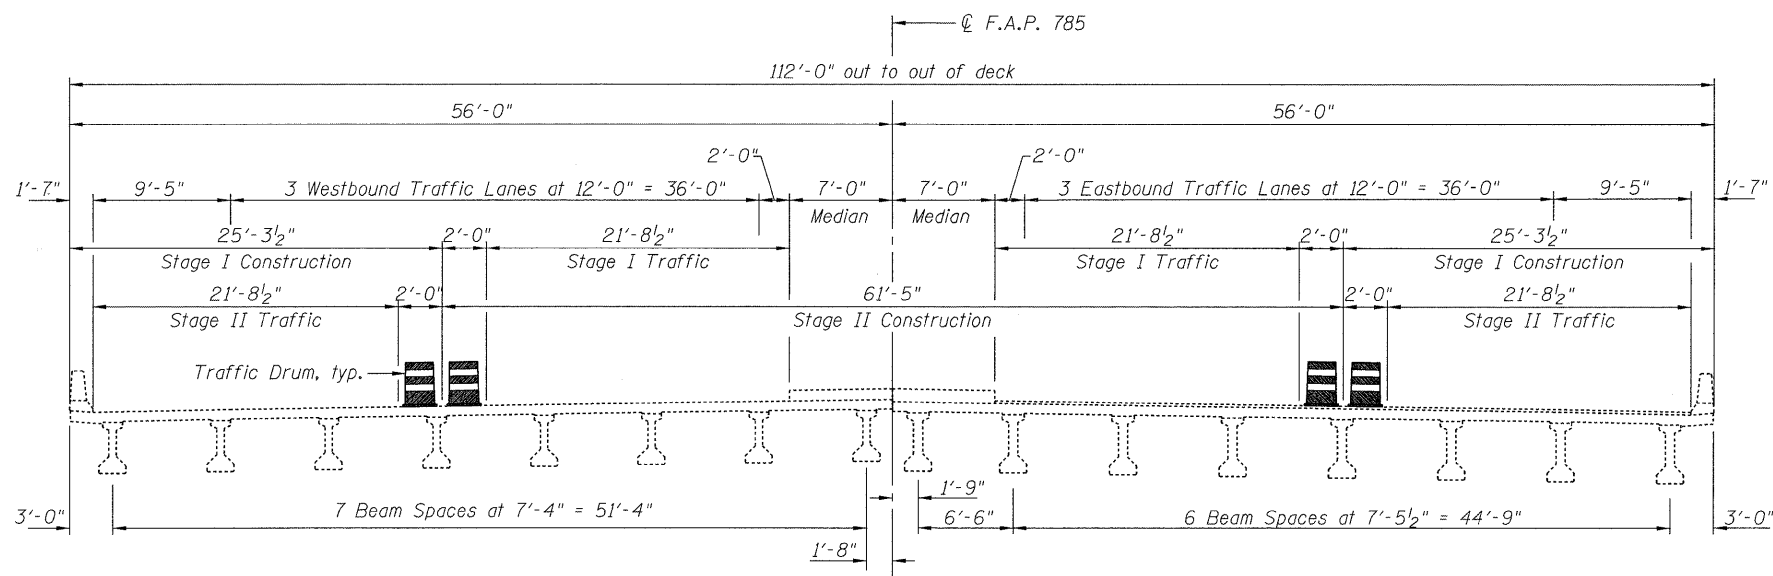 ℄ F.A.P. 785
112'-0" out to out of deck
56'-0" 56'-0"
2'-0" 2'-0"
1'-7" 9'-5" 3 Westbound Traffic Lanes at 12'-0" = 36'-0" 7'-0" 7'-0" 3 Eastbound Traffic Lanes at 12'-0" = 36'-0" 9'-5" 1'-7"
Median Median
25'-3½" 2'-0" 21'-8½" 21'-8½" 2'-0" 25'-3½"
Stage I Construction Stage I Traffic Stage I Traffic Stage I Construction
21'-8½" 2'-0" 61'-5" 2'-0" 21'-8½"
Stage II Traffic Stage II Construction Stage II Traffic
Traffic Drum, typ.
1'-9"
3'-0" 7 Beam Spaces at 7'-4" = 51'-4" 6'-6" 6 Beam Spaces at 7'-5½" = 44'-9" 3'-0"
1'-8"